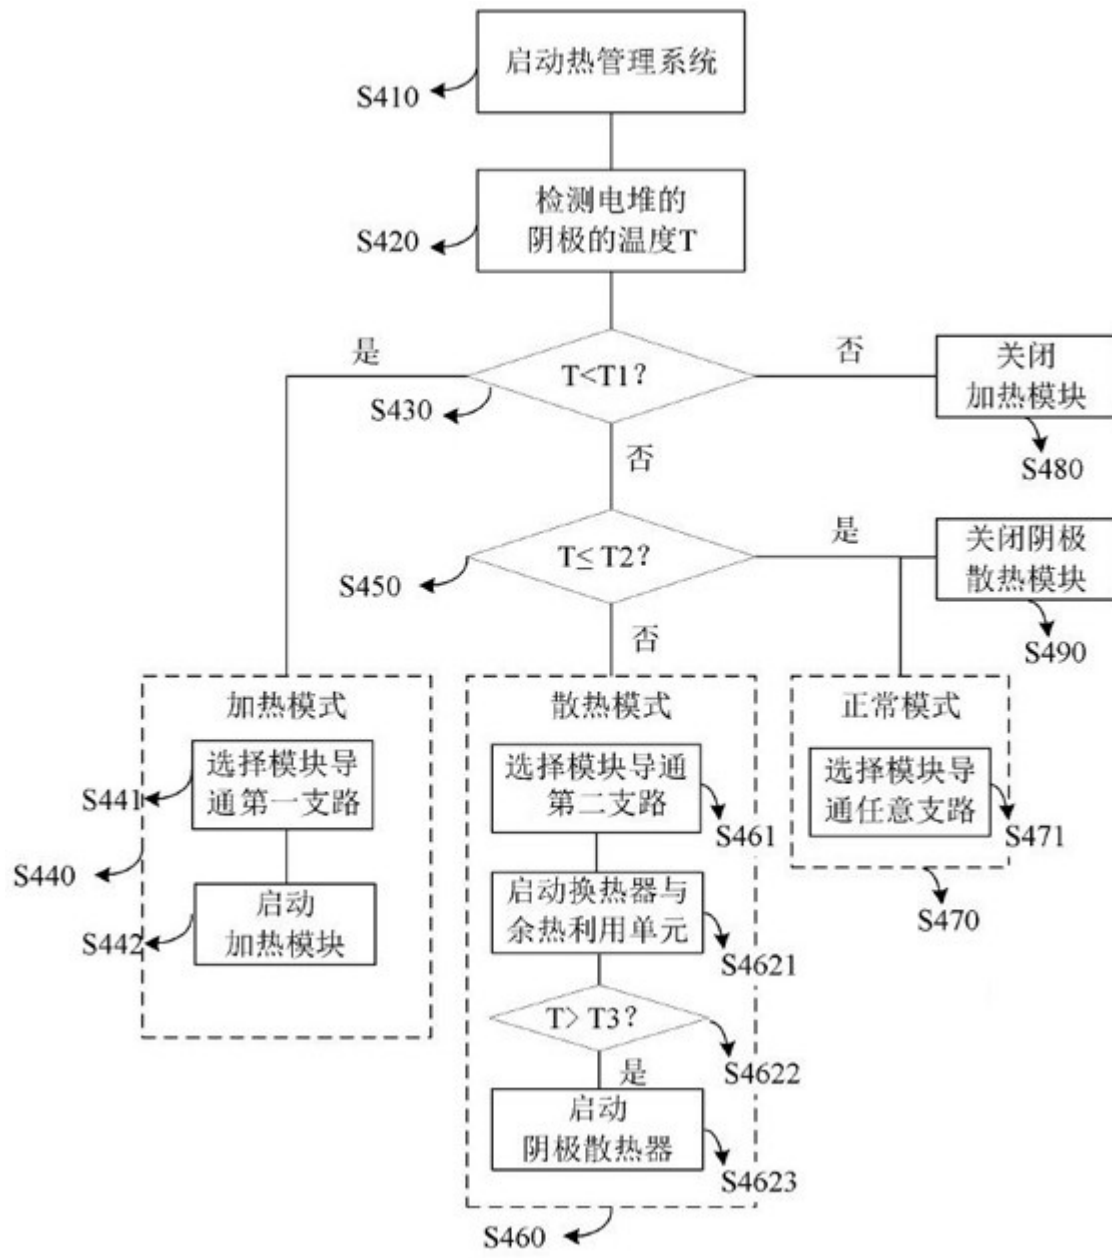 启动热管理系统
S410
检测电堆的
阴极的温度T
S420
是
T<T1?
否
S430
关闭
加热模块
S480
否
T≤ T2?
是
S450
关闭阴极
散热模块
S490
否
加热模式
选择模块导
通第一支路
S441
S440
启动
加热模块
S442
散热模式
选择模块导通
第二支路
S461
启动换热器与
余热利用单元
S4621
T> T3?
S4622
是
启动
阴极散热器
S4623
S460
正常模式
选择模块导
通任意支路
S471
S470